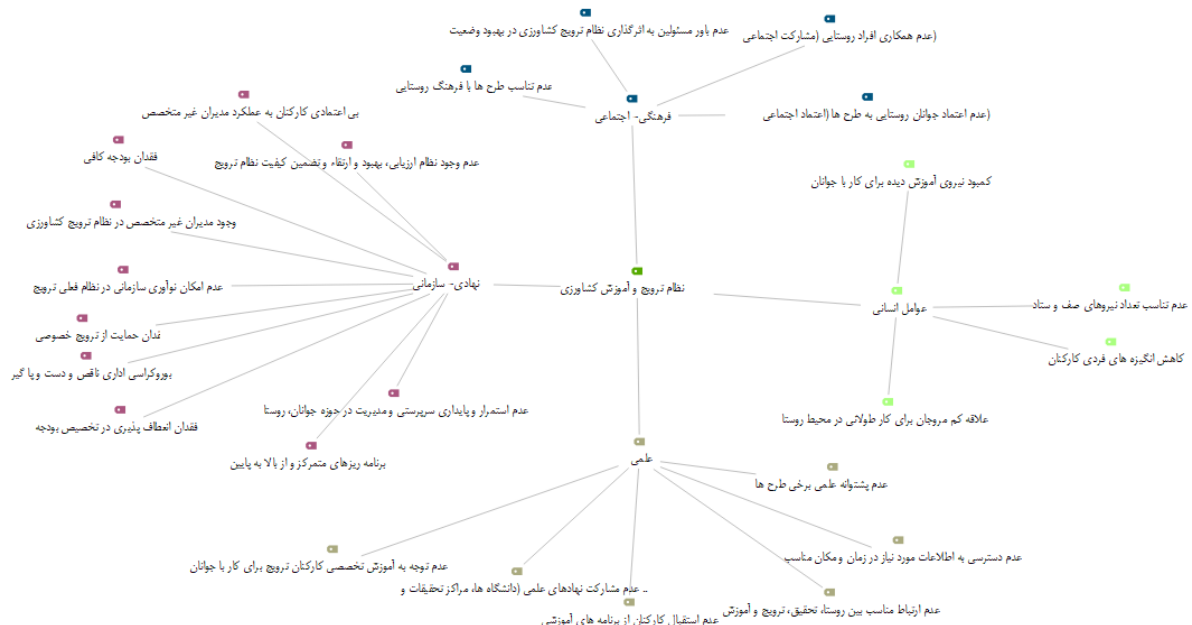 عدم باور مسئولین به اثرگذاری نظام ترویج کشاورزی در بهبود وضعیت
(عدم همکاری افراد روستایی (مشارکت اجتماعی
عدم تناسب طرح ها با فرهنگ روستایی
فرهنگی- اجتماعی
(عدم اعتماد جوانان روستایی به طرح ها (اعتماد اجتماعی
بی اعتمادی کارکنان به عملکرد مدیران غیر متخصص
فقدان بودجه کافی
عدم وجود نظام ارزیابی، بهبود و ارتقاء و تضمین کیفیت نظام ترویج
کمبود نیروی آموزش دیده برای کار با جوانان
وجود مدیران غیر متخصص در نظام ترویج کشاورزی
عدم امکان نوآوری سازمانی در نظام فعلی ترویج
نهادی- سازمانی
نظام ترویج و آموزش کشاورزی
عوامل انسانی
عدم تناسب تعداد نیروهای صف و ستاد
فقدان حمایت از ترویج خصوصی
کاهش انگیزه های فردی کارکنان
بوروکراسی اداری ناقص و دست و پا گیر
عدم استمرار و پایداری سرپرستی و مدیریت در حوزه جوانان، روستا
علاقه کم مروجان برای کار طولانی در محیط روستا
فقدان انعطاف پذیری در تخصیص بودجه
برنامه ریزهای متمرکز و از بالا به پایین
علمی
عدم پشتوانه علمی برخی طرح ها
عدم دسترسی به اطلاعات مورد نیاز در زمان و مکان مناسب
عدم توجه به آموزش تخصصی کارکنان ترویج برای کار با جوانان
.. عدم مشارکت نهادهای علمی (دانشگاه ها، مراکز تحقیقات و
عدم ارتباط مناسب بین روستا، تحقیق، ترویج و آموزش
عدم استقبال کارکنان از برنامه های آموزشی